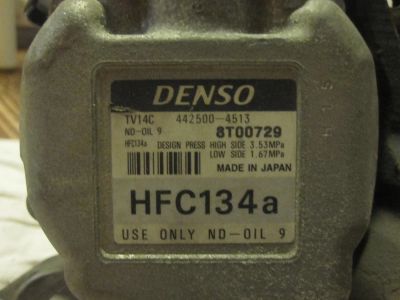 DENSO
TV14C 442500-4513
ND-OIL 9 8T00729
HFC134a DESIGN PRESS HIGH SIDE 3.53MPa
LOW SIDE 1.67MPa
MADE IN JAPAN
HFC134a
USE ONLY ND-OIL 9